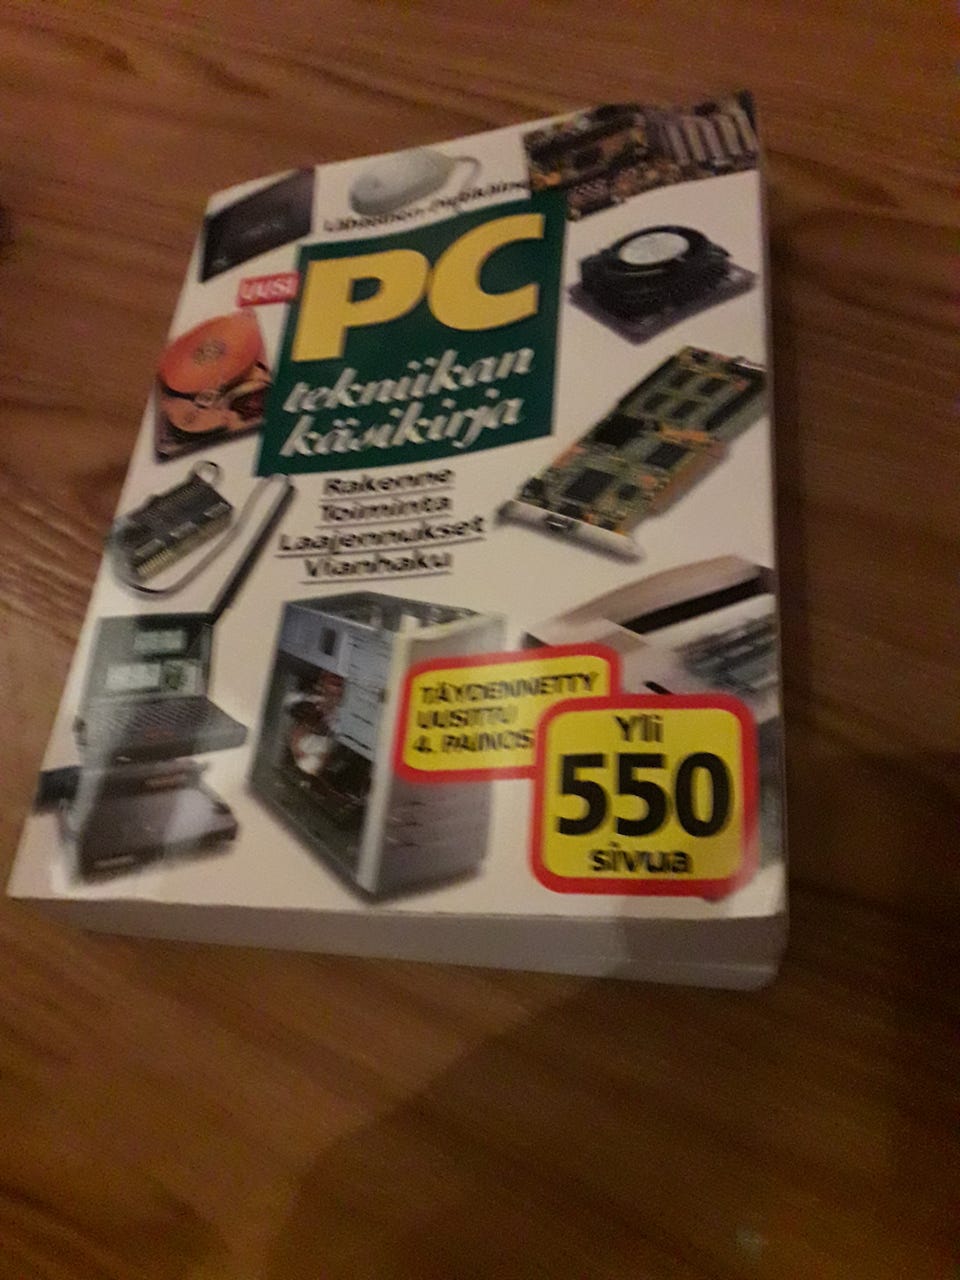 UUSI
PC
tekniikan
käsikirja
Rakenne
Toiminta
Laajennukset
Vianhaku
TÄYDENNETTY
UUSITTU
4. PAINOS
Yli
550
sivua